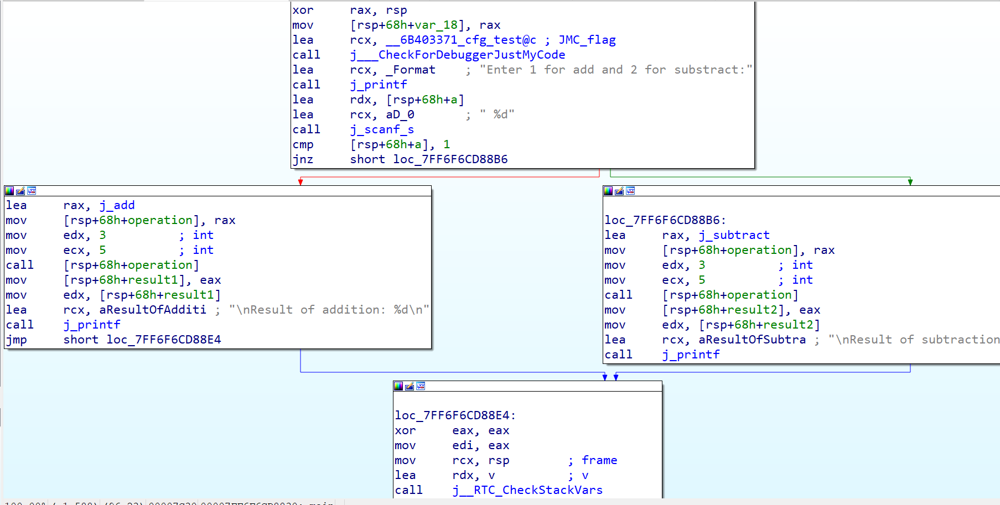 xor rax, rsp
mov [rsp+68h+var_18], rax
lea rcx, __6B403371_cfg_test@c ; JMC_flag
call j___CheckForDebuggerJustMyCode
lea rcx, _Format ; "Enter 1 for add and 2 for substract:"
call j_printf
lea rdx, [rsp+68h+a]
lea rcx, aD_0 ; " %d"
call j_scanf_s
cmp [rsp+68h+a], 1
jnz short loc_7FF6F6CD88B6
lea rax, j_add
mov [rsp+68h+operation], rax
mov edx, 3 ; int
mov ecx, 5 ; int
call [rsp+68h+operation]
mov [rsp+68h+result1], eax
mov edx, [rsp+68h+result1]
lea rcx, aResultOfAdditi ; "\nResult of addition: %d\n"
call j_printf
jmp short loc_7FF6F6CD88E4
loc_7FF6F6CD88B6:
lea rax, j_subtract
mov [rsp+68h+operation], rax
mov edx, 3 ; int
mov ecx, 5 ; int
call [rsp+68h+operation]
mov [rsp+68h+result2], eax
mov edx, [rsp+68h+result2]
lea rcx, aResultOfSubtra ; "\nResult of subtraction
call j_printf
loc_7FF6F6CD88E4:
xor eax, eax
mov edi, eax
mov rcx, rsp ; frame
lea rdx, v ; v
call j__RTC_CheckStackVars